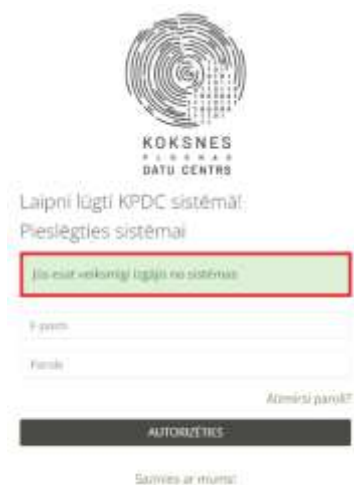 KOKSNES
PLŪSMAS
DATU CENTRS
Laipni lūgti KPDC sistēmā!
Pieslēgties sistēmai
Jūs esat veiksmīgi izgājis no sistēmas
E-pasts
Parole
Aizmirsi paroli?
AUTORIZĒTIES
Sazinies ar mums!